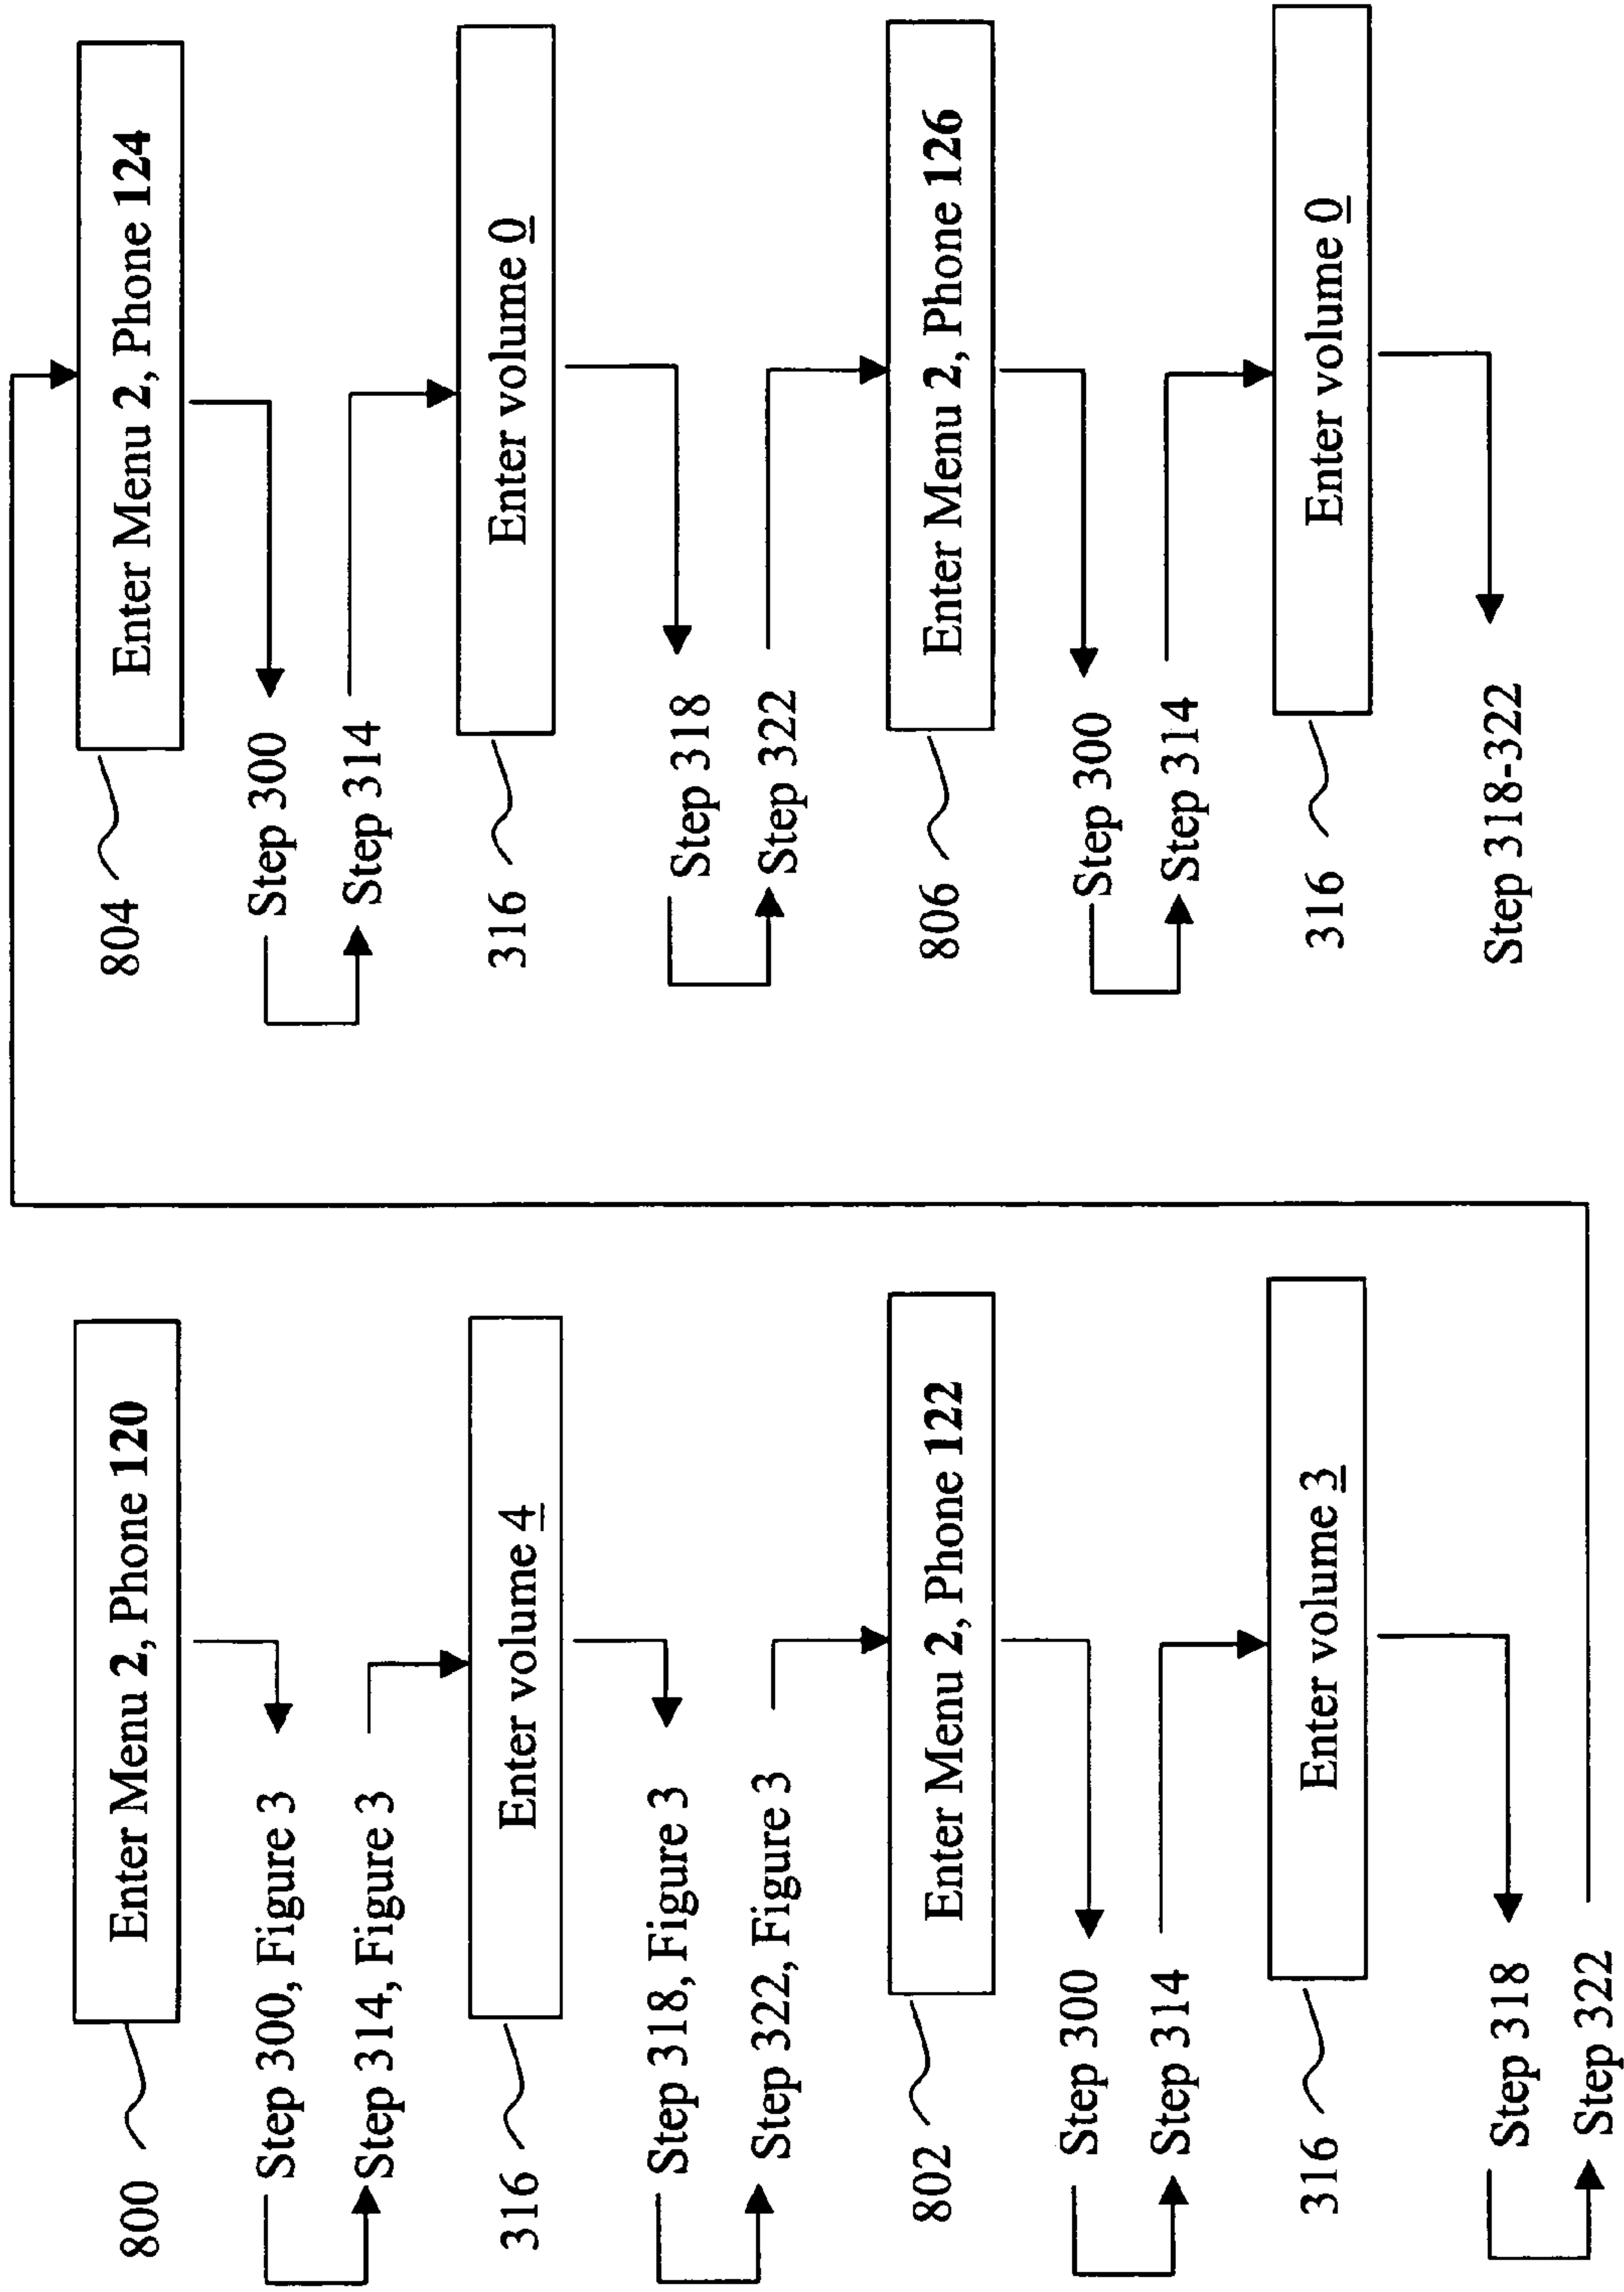 800
Enter Menu 2, Phone 120
Step 300, Figure 3
Step 314, Figure 3
316
Enter volume 4
Step 318, Figure 3
Step 322, Figure 3
802
Enter Menu 2, Phone 122
Step 300
Step 314
316
Enter volume 3
Step 318
Step 322
804
Enter Menu 2, Phone 124
Step 300
Step 314
316
Enter volume 0
Step 318
Step 322
806
Enter Menu 2, Phone 126
Step 300
Step 314
316
Enter volume 0
Step 318-322